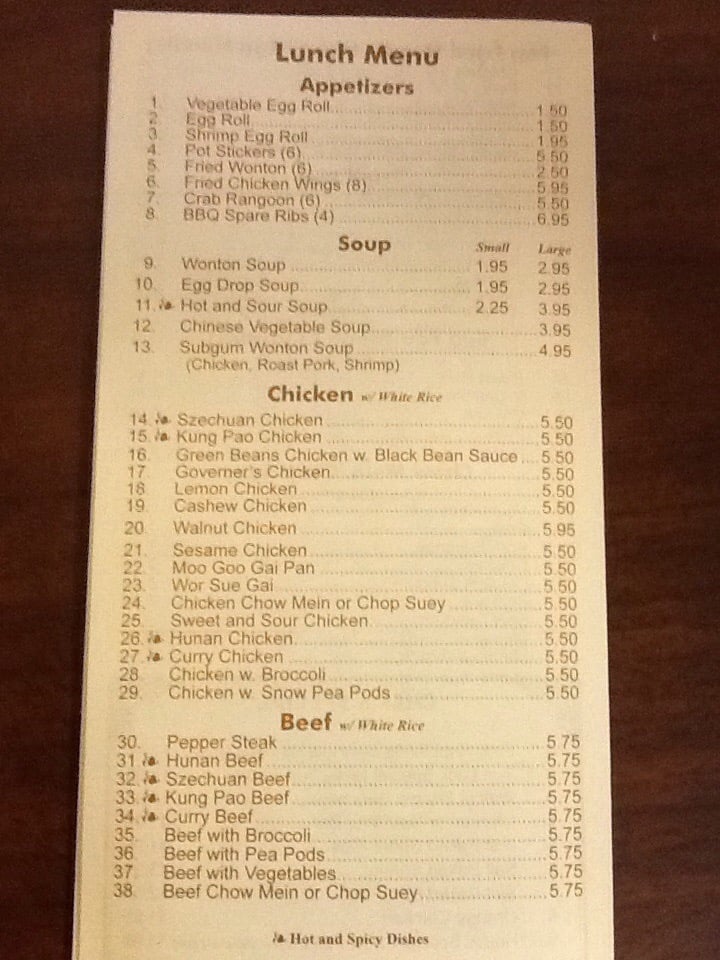 Lunch Menu
Appetizers
1. Vegetable Egg Roll 1.50
2. Egg Roll 1.50
3. Shrimp Egg Roll 1.95
4. Pot Stickers (6) 5.50
5. Fried Wonton (6) 2.50
6. Fried Chicken Wings (8) 5.95
7. Crab Rangoon (6) 5.50
8. BBQ Spare Ribs (4) 6.95
Soup Small Large
9. Wonton Soup 1.95 2.95
10. Egg Drop Soup 1.95 2.95
11. Hot and Sour Soup 2.25 3.95
12. Chinese Vegetable Soup 3.95
13. Subgum Wonton Soup 4.95
(Chicken, Roast Pork, Shrimp)
Chicken w/ White Rice
14. Szechuan Chicken 5.50
15. Kung Pao Chicken 5.50
16. Green Beans Chicken w. Black Bean Sauce 5.50
17. Governer's Chicken 5.50
18. Lemon Chicken 5.50
19. Cashew Chicken 5.50
20. Walnut Chicken 5.95
21. Sesame Chicken 5.50
22. Moo Goo Gai Pan 5.50
23. Wor Sue Gai 5.50
24. Chicken Chow Mein or Chop Suey 5.50
25. Sweet and Sour Chicken 5.50
26. Hunan Chicken 5.50
27. Curry Chicken 5.50
28. Chicken w. Broccoli 5.50
29. Chicken w. Snow Pea Pods 5.50
Beef w/ White Rice
30. Pepper Steak 5.75
31. Hunan Beef 5.75
32. Szechuan Beef 5.75
33. Kung Pao Beef 5.75
34. Curry Beef 5.75
35. Beef with Broccoli 5.75
36. Beef with Pea Pods 5.75
37. Beef with Vegetables 5.75
38. Beef Chow Mein or Chop Suey 5.75
Hot and Spicy Dishes